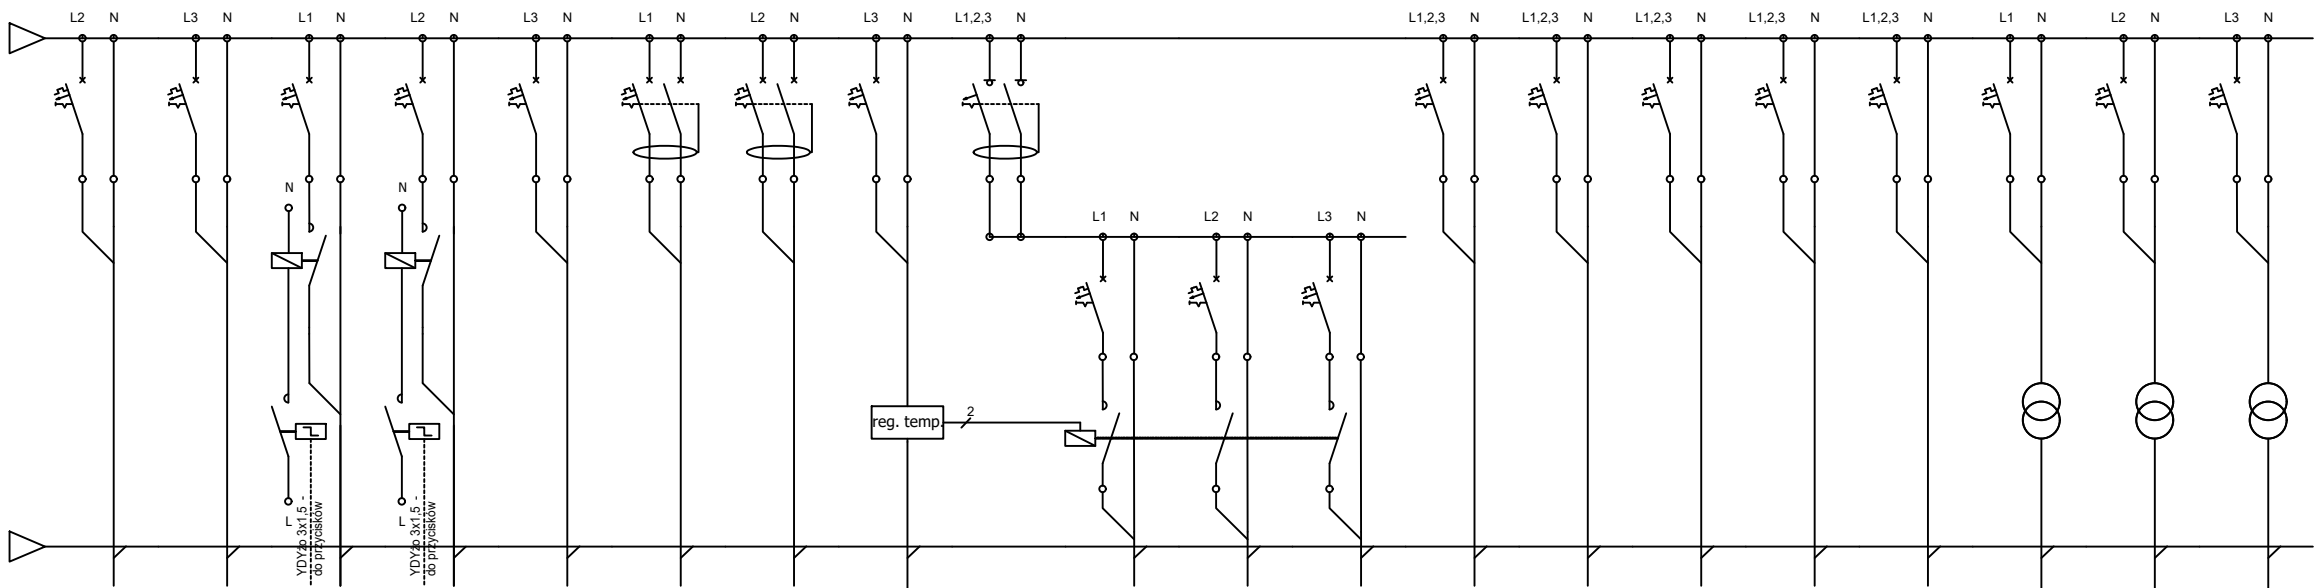 L2 N L3 N L1 N L2 N L3 N L1 N L2 N L3 N L1,2,3 N L1,2,3 N L1,2,3 N L1,2,3 N L1,2,3 N L1,2,3 N L1 N L2 N L3 N
N N
L1 N L2 N L3 N
reg. temp.
2
L
YDYżo 3x1,5 -
do przycisków
L
YDYżo 3x1,5 -
do przycisków